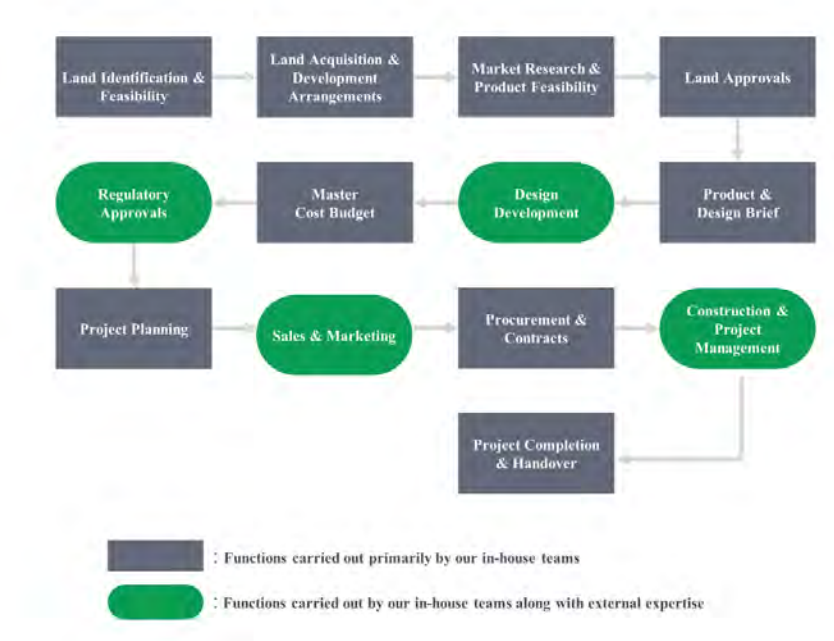 Land Identification &
Feasibility
Land Acquisition &
Development
Arrangements
Market Research &
Product Feasibility
Land Approvals
Product &
Design Brief
Design
Development
Master
Cost Budget
Regulatory
Approvals
Project Planning
Sales & Marketing
Procurement &
Contracts
Construction &
Project
Management
Project Completion
& Handover
: Functions carried out primarily by our in-house teams
: Functions carried out by our in-house teams along with external expertise